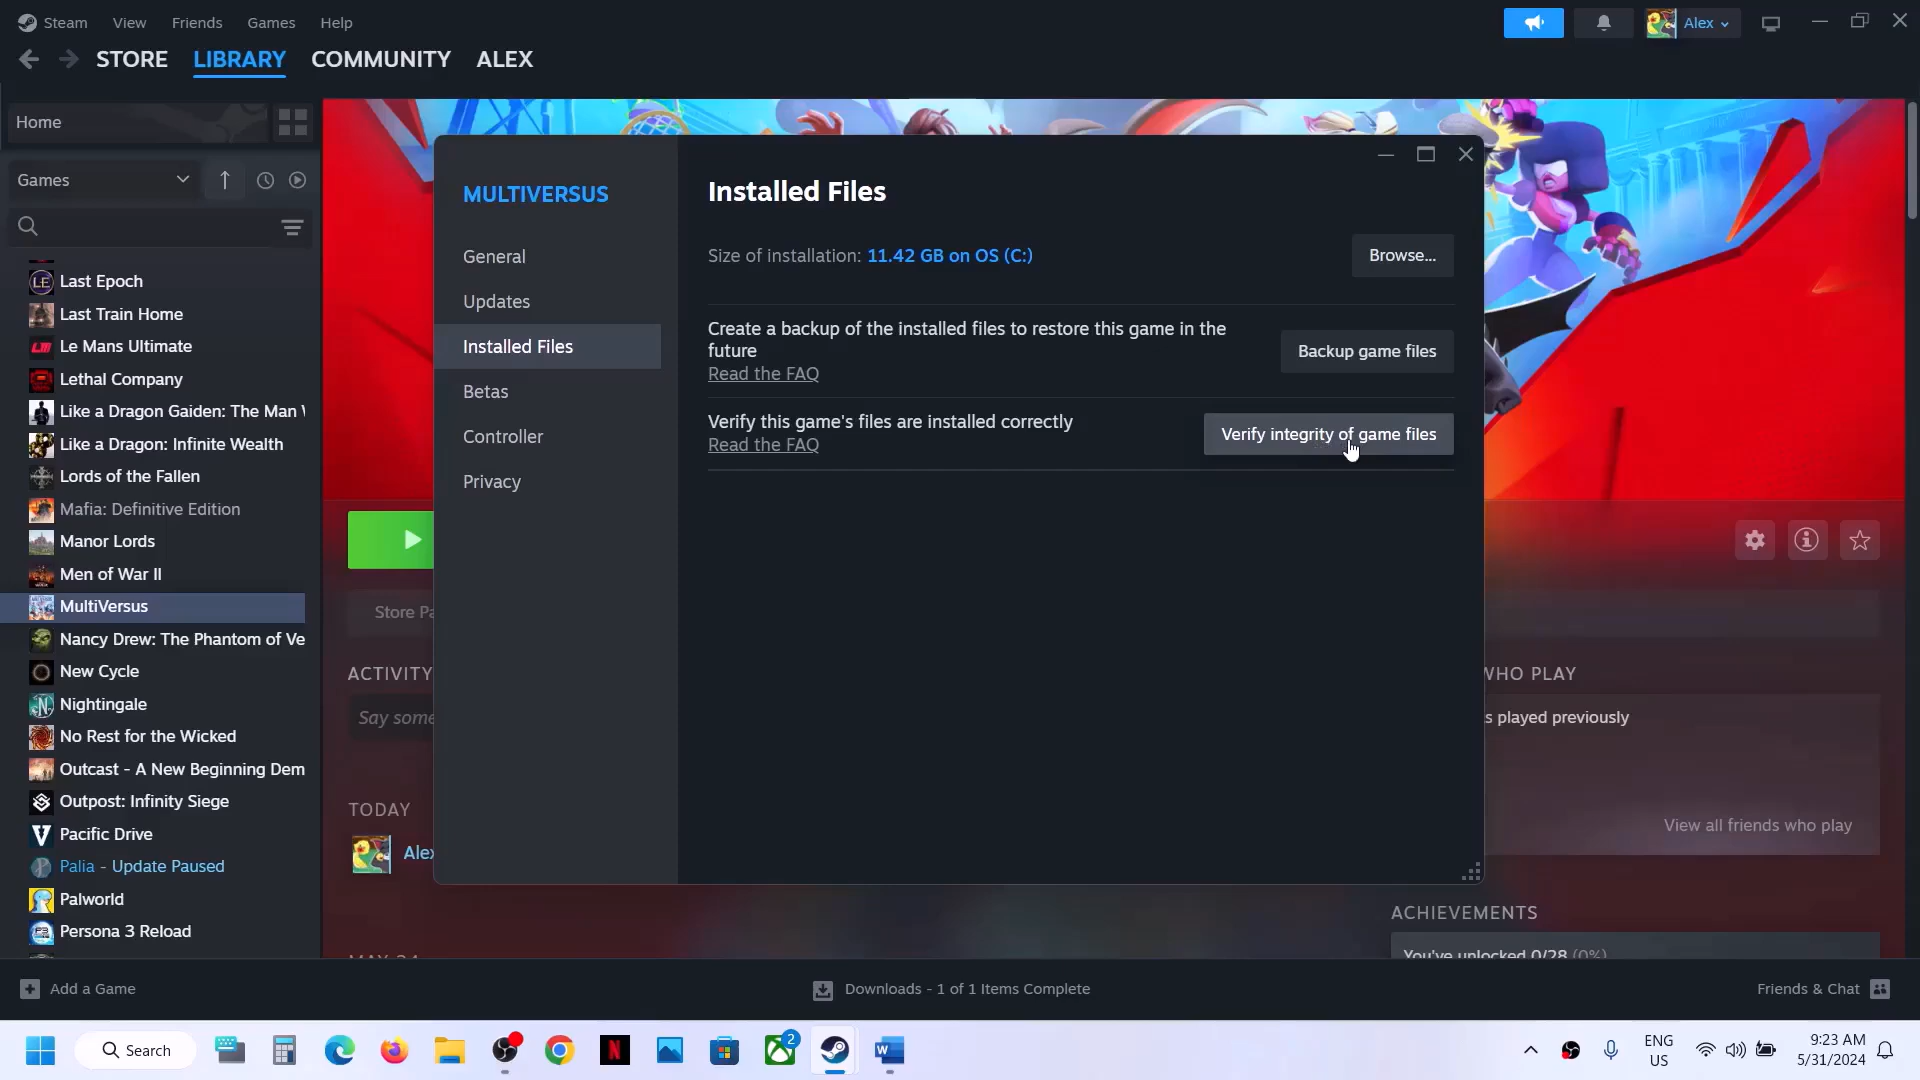 Steam View Friends Games Help
Alex
STORE LIBRARY COMMUNITY ALEX
Home
Games
Last Epoch
Last Train Home
Le Mans Ultimate
Lethal Company
Like a Dragon Gaiden: The Man
Like a Dragon: Infinite Wealth
Lords of the Fallen
Mafia: Definitive Edition
Manor Lords
Men of War II
MultiVersus
Nancy Drew: The Phantom of Ve
New Cycle
Nightingale
No Rest for the Wicked
Outcast - A New Beginning Dem
Outpost: Infinity Siege
Pacific Drive
Palia - Update Paused
Palworld
Persona 3 Reload
MULTIVERSUS
General
Updates
Installed Files
Betas
Controller
Privacy
Installed Files
Size of installation: 11.42 GB on OS (C:)
Browse...
Create a backup of the installed files to restore this game in the
future
Read the FAQ
Backup game files
Verify this game's files are installed correctly
Read the FAQ
Verify integrity of game files
Store Pa
ACTIVITY
Say some
TODAY
Alex
MAY 24
WHO PLAY
s played previously
View all friends who play
ACHIEVEMENTS
You've unlocked 0/28 (0%)
Add a Game
Downloads - 1 of 1 Items Complete
Friends & Chat
Search
2
ENG
US
9:23 AM
5/31/2024